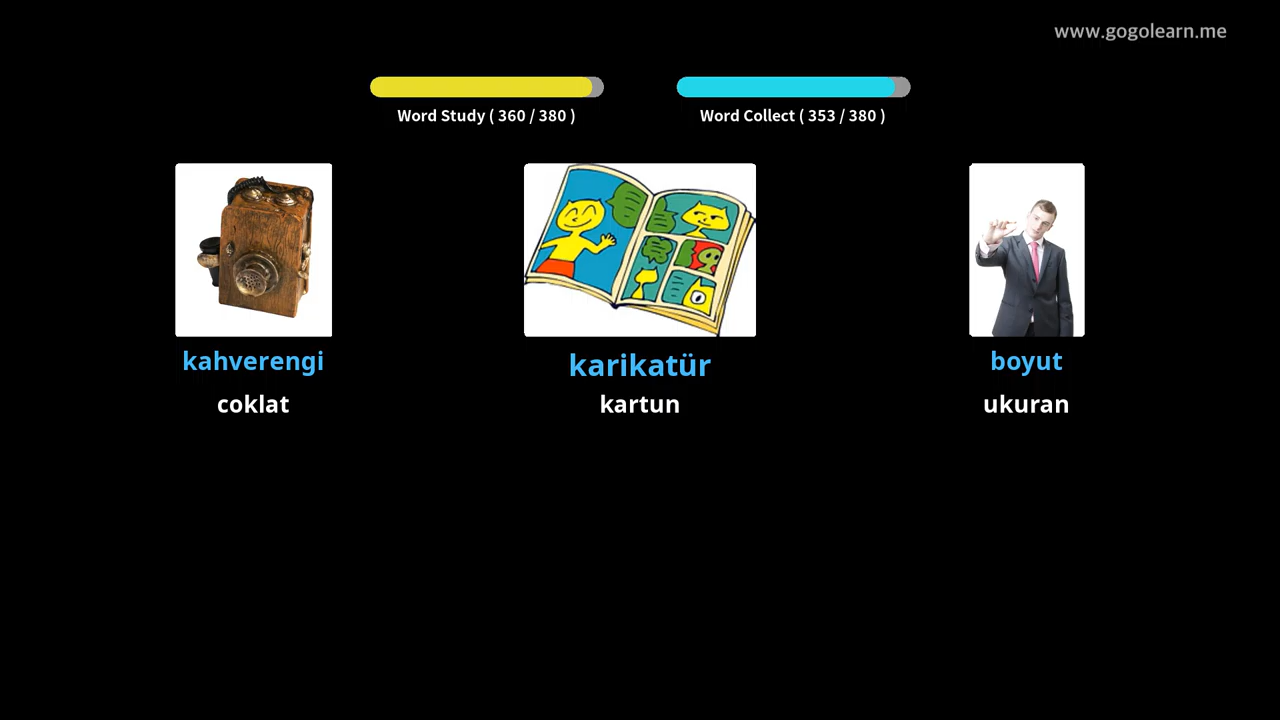 www.gogolearn.me
Word Study ( 360 / 380 )
Word Collect ( 353 / 380 )
kahverengi
karikatür
boyut
coklat
kartun
ukuran